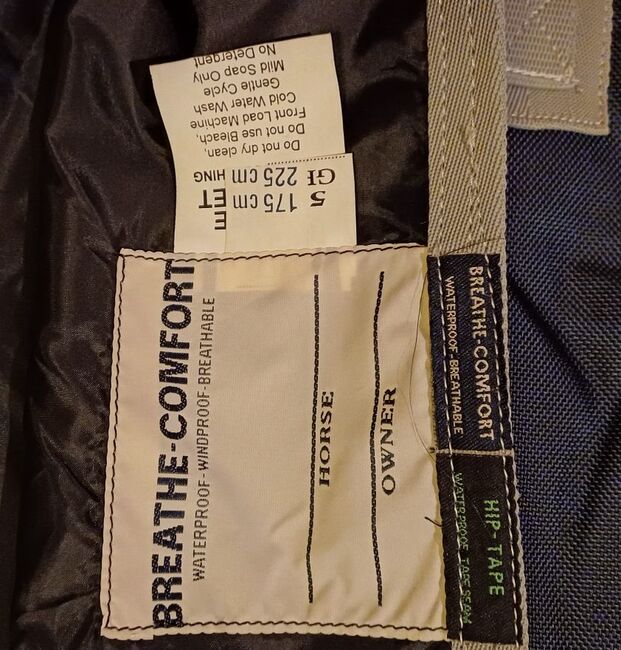 Do not dry clean,
Do not use Bleach,
Front Load Machine
Cold Water Wash
Gentle Cycle
Mild Soap Only
No Detergent
5 175 cm
225 cm
HING
BREATHE-COMFORT
WATERPROOF-WINDPROOF-BREATHABLE
HORSE
OWNER
BREATHE-COMFORT
WATERPROOF-BREATHABLE
HIP-TAPE
WATERPROOF TAPE SEAM